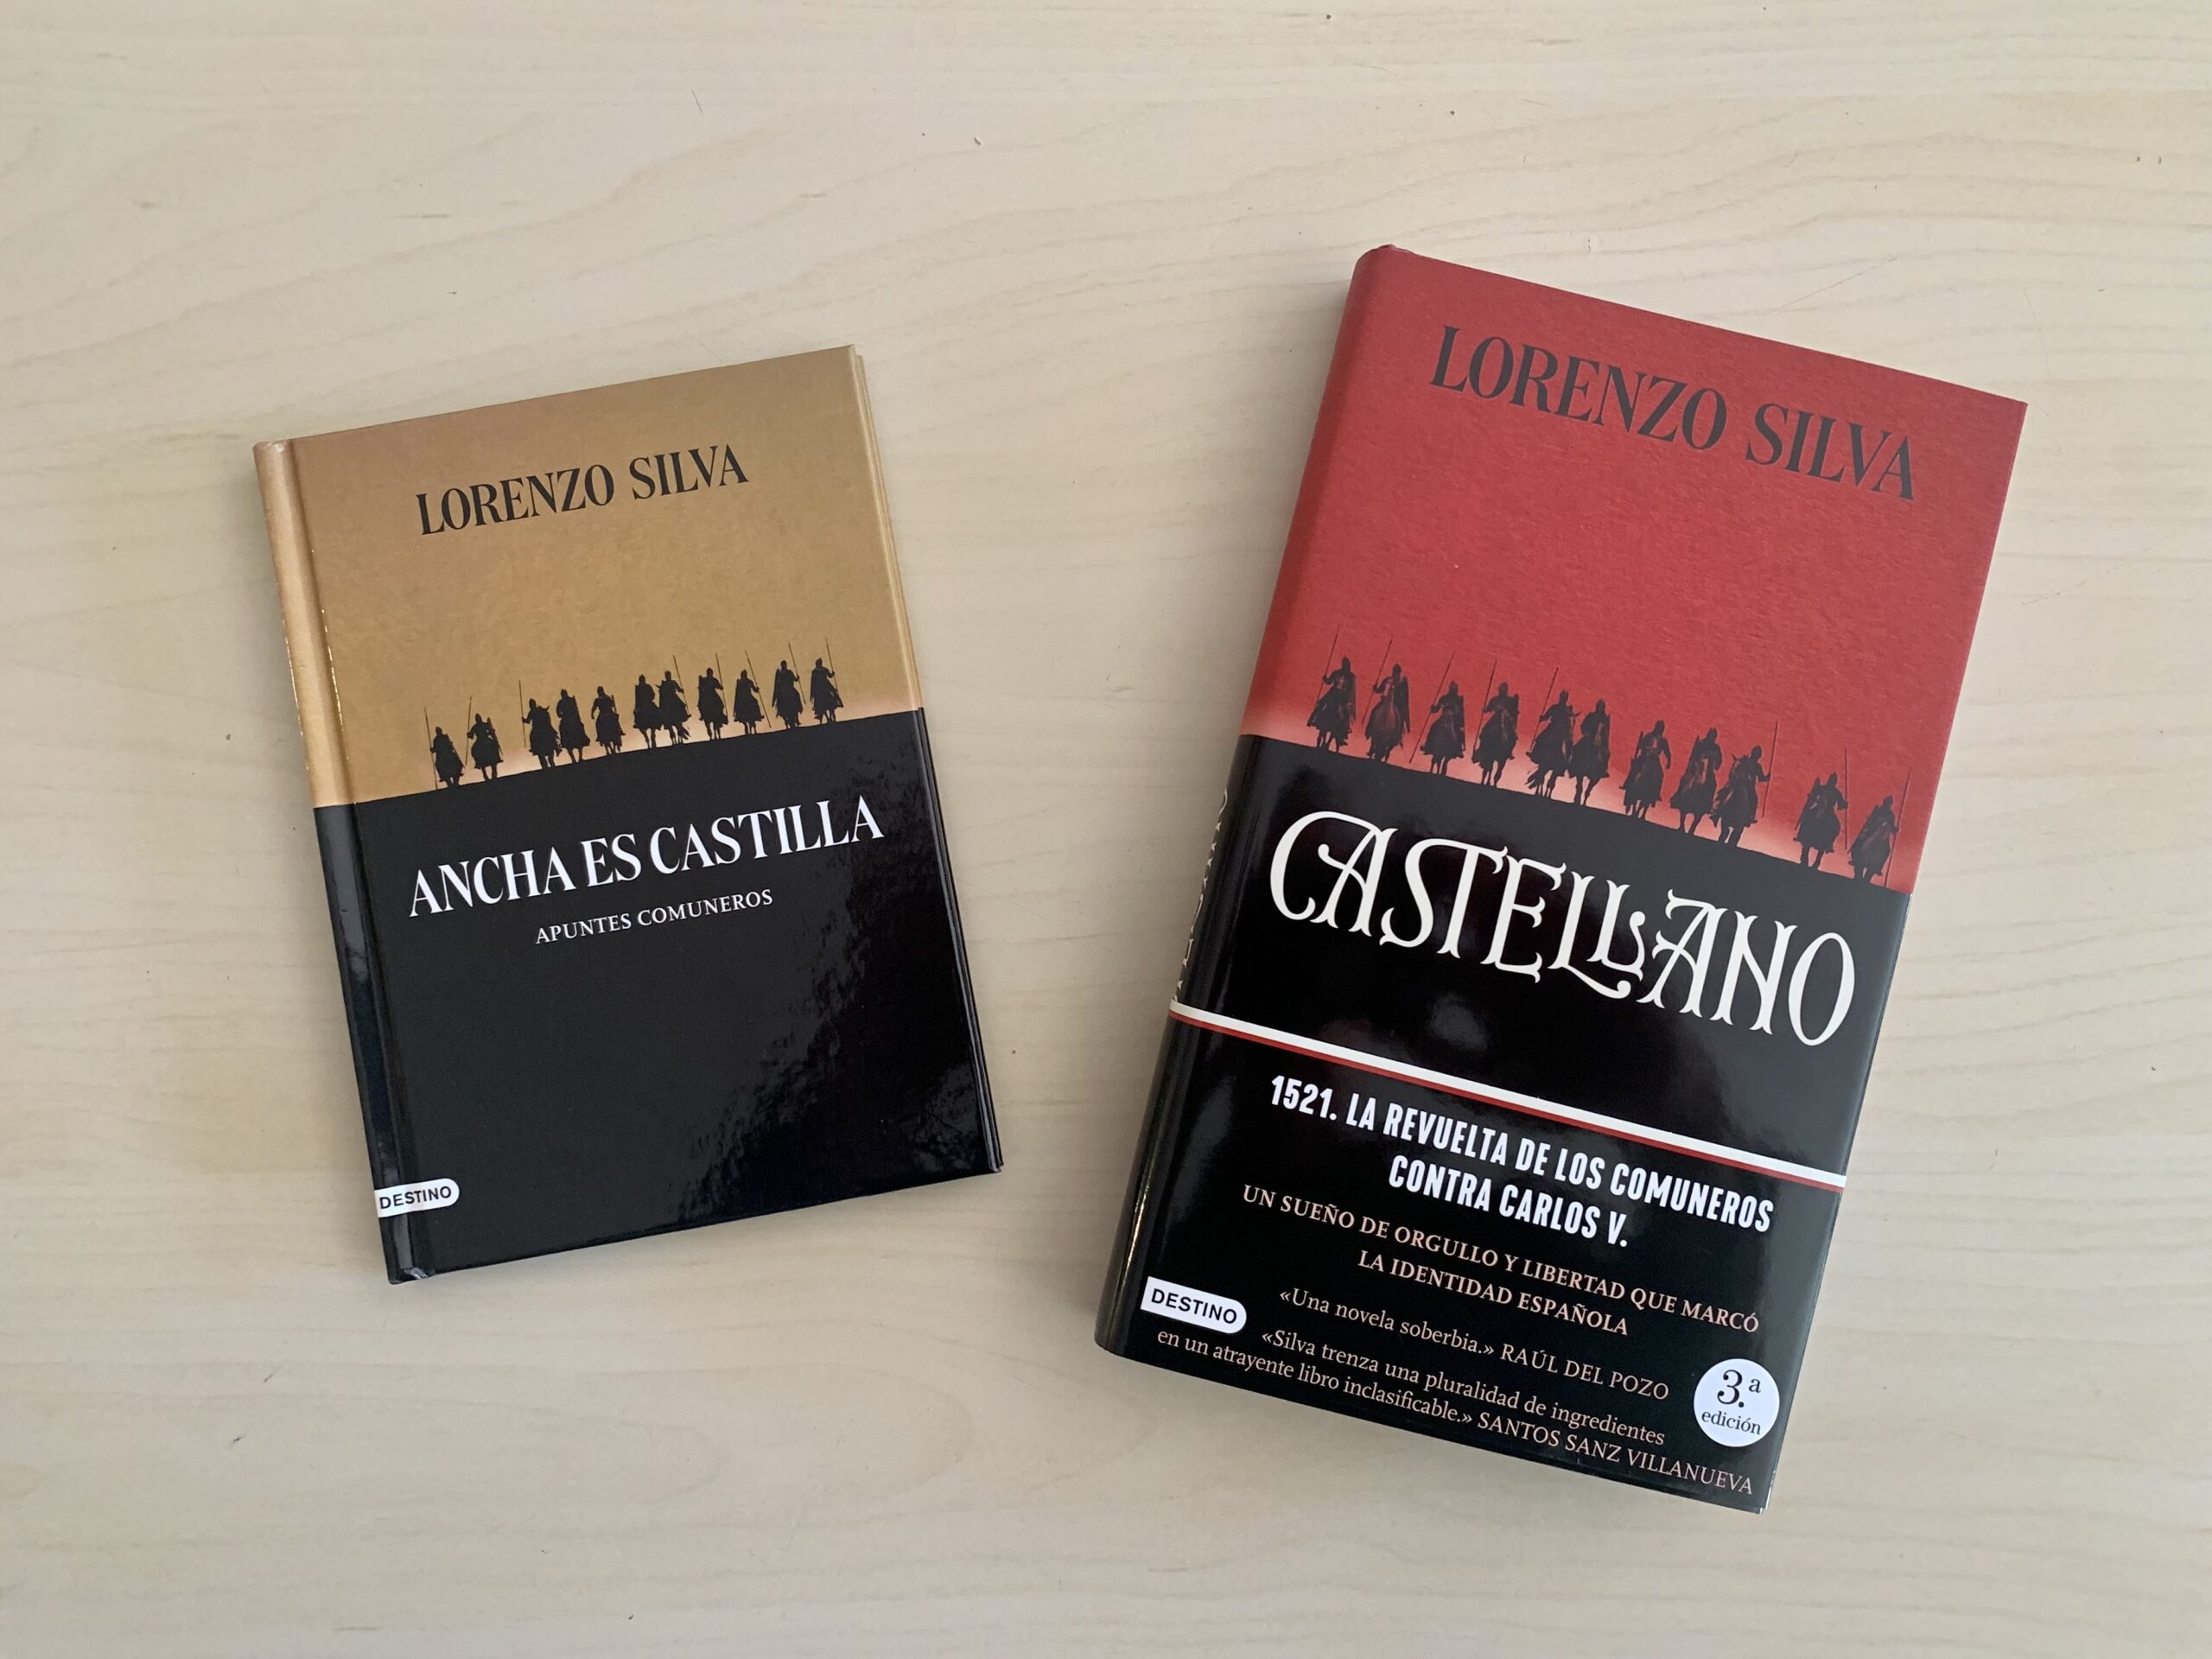 LORENZO SILVA
ANCHA ES CASTILLA
APUNTES COMUNEROS
DESTINO
LORENZO SILVA
CASTELLANO
1521. LA REVUELTA DE LOS COMUNEROS
CONTRA CARLOS V.
UN SUEÑO DE ORGULLO Y LIBERTAD QUE MARCÓ
LA IDENTIDAD ESPAÑOLA
«Una novela soberbia.» RAÚL DEL POZO
«Silva trenza una pluralidad de ingredientes
en un atrayente libro inclasificable.» SANTOS SANZ VILLANUEVA
DESTINO
3.ª
edición